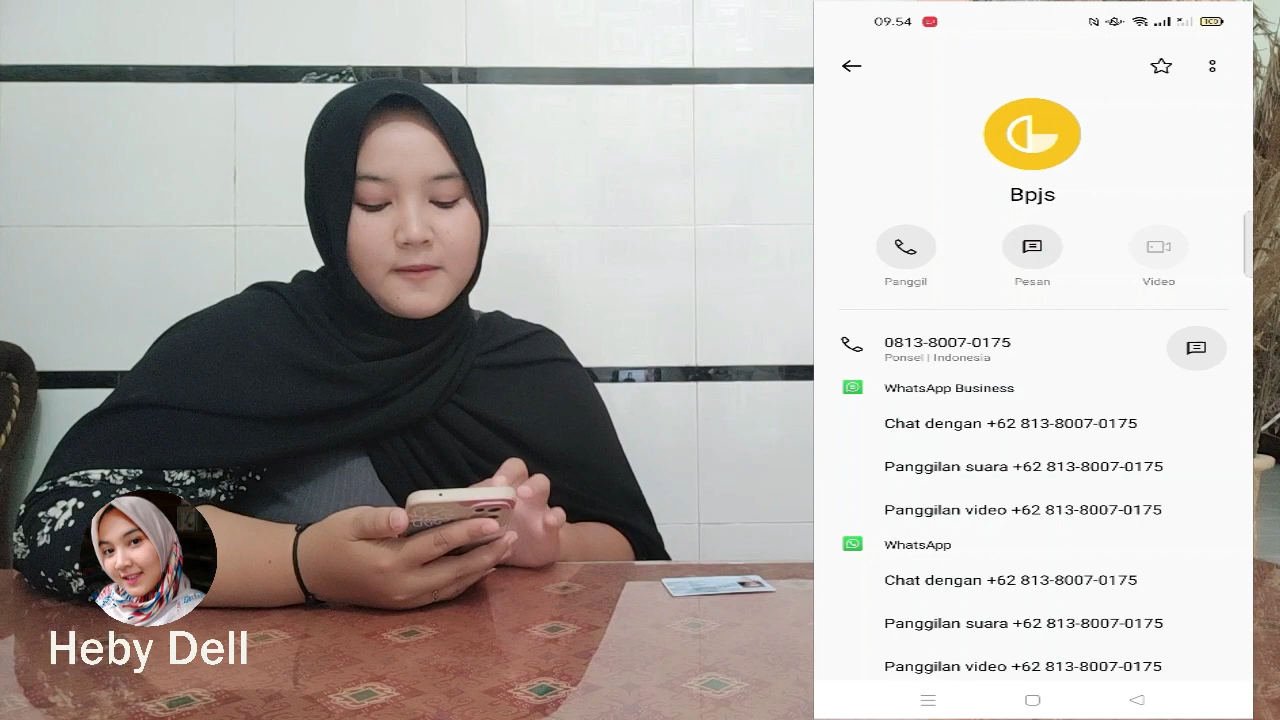 09.54
Bpjs
Panggil
Pesan
Video
0813-8007-0175
Ponsel | Indonesia
WhatsApp Business
Chat dengan +62 813-8007-0175
Panggilan suara +62 813-8007-0175
Panggilan video +62 813-8007-0175
WhatsApp
Chat dengan +62 813-8007-0175
Panggilan suara +62 813-8007-0175
Panggilan video +62 813-8007-0175
Heby Dell